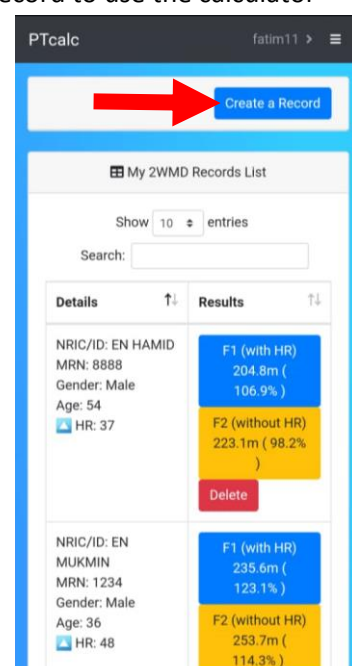 ecord to use the calculator
PTcalc fatim11 >
Create a Record
My 2WMD Records List
Show 10 entries
Search:
Details Results
NRIC/ID: EN HAMID
MRN: 8888
Gender: Male
Age: 54
HR: 37
F1 (with HR)
204.8m (
106.9% )
F2 (without HR)
223.1m ( 98.2%
)
Delete
NRIC/ID: EN
MUKMIN
MRN: 1234
Gender: Male
Age: 36
HR: 48
F1 (with HR)
235.6m (
123.1% )
F2 (without HR)
253.7m (
114.3% )